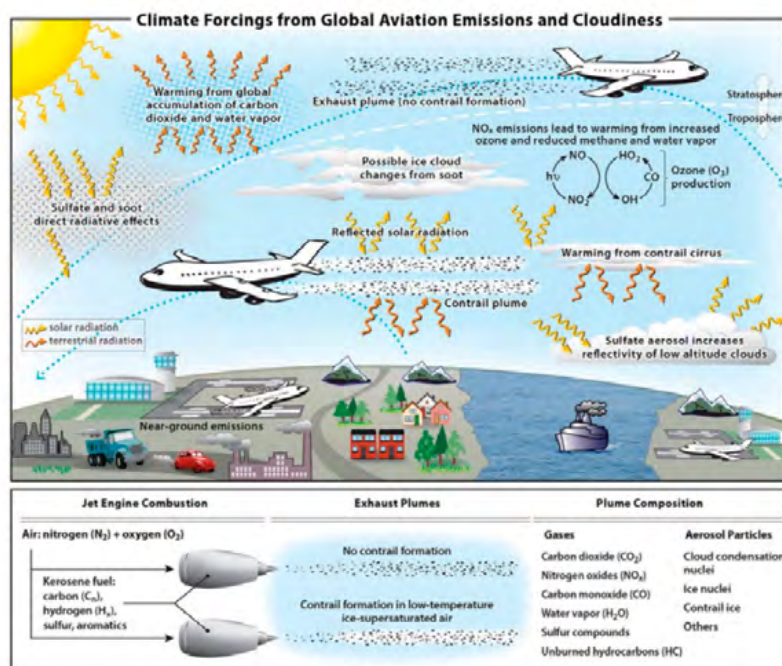 Climate Forcings from Global Aviation Emissions and Cloudiness
Warming from global
accumulation of carbon
dioxide and water vapor
Exhaust plume (no contrail formation)
Stratosphere
Troposphere
NOₓ emissions lead to warming from increased
ozone and reduced methane and water vapor
Possible ice cloud
changes from soot
NO
HO₂
hν
CO
NO₂
OH
Ozone (O₃)
production
Sulfate and soot
direct radiative effects
Reflected solar radiation
Warming from contrail cirrus
Contrail plume
solar radiation
terrestrial radiation
Sulfate aerosol increases
reflectivity of low altitude clouds
Near-ground emissions
Jet Engine Combustion
Air: nitrogen (N₂) + oxygen (O₂)
Kerosene fuel:
carbon (Cₙ),
hydrogen (Hₓ),
sulfur, aromatics
Exhaust Plumes
No contrail formation
Contrail formation in low-temperature
ice-supersaturated air
Plume Composition
Gases
Carbon dioxide (CO₂)
Nitrogen oxides (NOₓ)
Carbon monoxide (CO)
Water vapor (H₂O)
Sulfur compounds
Unburned hydrocarbons (HC)
Aerosol Particles
Cloud condensation
nuclei
Ice nuclei
Contrail ice
Others